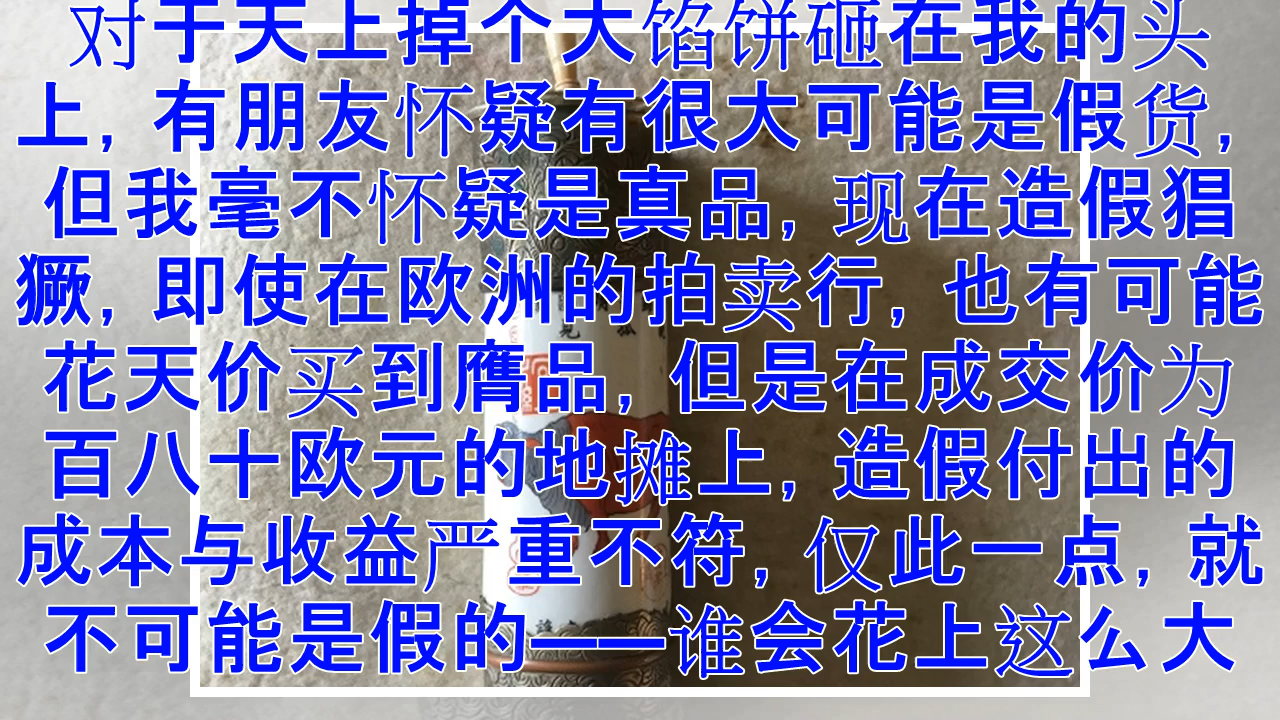 对于天上掉个大馅饼砸在我的头
上，有朋友怀疑有很大可能是假货，
但我毫不怀疑是真品，现在造假猖
獗，即使在欧洲的拍卖行，也有可能
花天价买到膺品，但是在成交价为
百八十欧元的地摊上，造假付出的
成本与收益严重不符，仅此一点，就
不可能是假的——谁会花上这么大